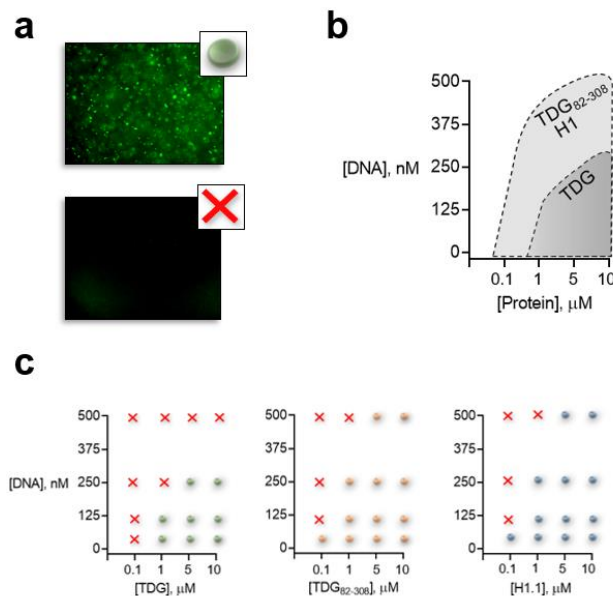 a
b
500
375
[DNA], nM
250
125
0
TDG82-308
H1
TDG
0.1 1 5 10
[Protein], μM
c
500
375
[DNA], nM
250
125
0
0.1 1 5 10
[TDG], μM
500
375
250
125
0
0.1 1 5 10
[TDG82-308], μM
500
375
250
125
0
0.1 1 5 10
[H1.1], μM